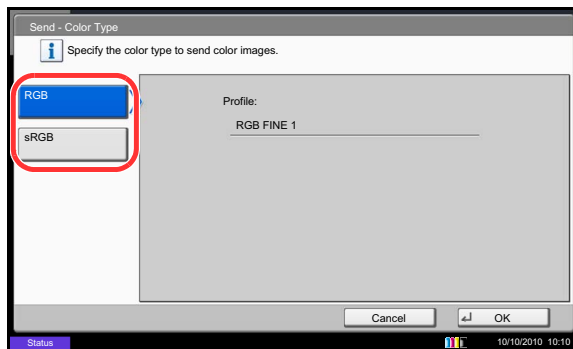 Send - Color Type
Specify the color type to send color images.
RGB
sRGB
Profile:
RGB FINE 1
Cancel
OK
Status
10/10/2010 10:10